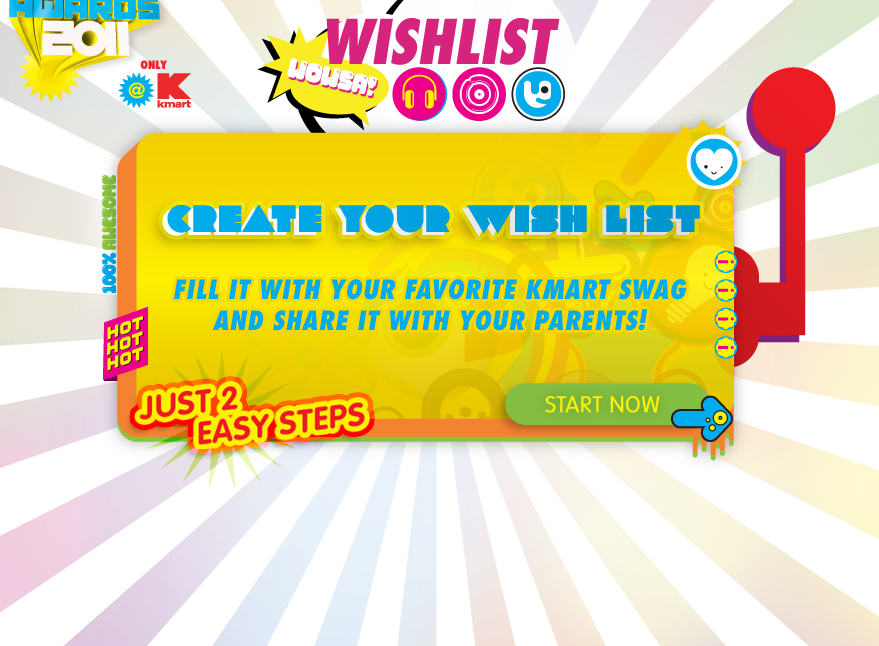 AWARDS
2011
ONLY
@ K
kmart
WISHLIST
WOWSA!
100% AWESOME
CREATE YOUR WISH LIST
FILL IT WITH YOUR FAVORITE KMART SWAG
AND SHARE IT WITH YOUR PARENTS!
HOT
HOT
HOT
JUST 2
EASY STEPS
START NOW